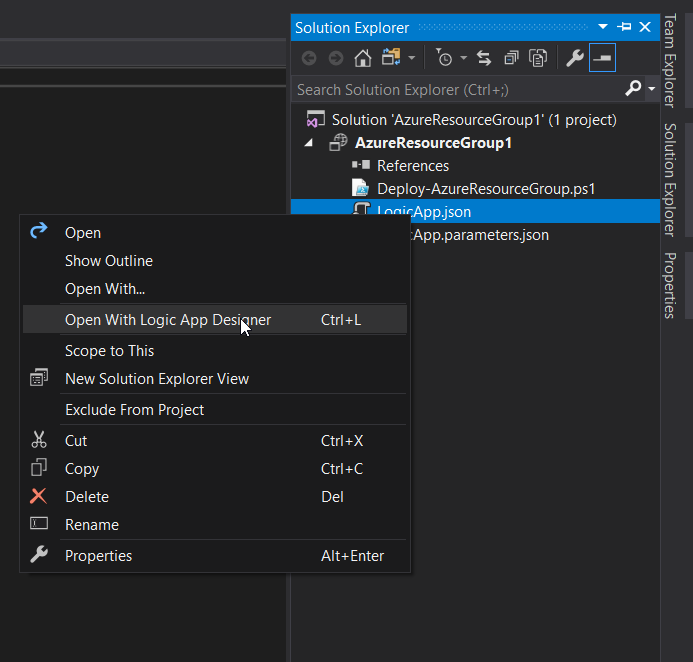 Solution Explorer
Search Solution Explorer (Ctrl+;)
Solution 'AzureResourceGroup1' (1 project)
AzureResourceGroup1
References
Deploy-AzureResourceGroup.ps1
LogicApp.json
cApp.parameters.json
Open
Show Outline
Open With...
Open With Logic App Designer Ctrl+L
Scope to This
New Solution Explorer View
Exclude From Project
Cut Ctrl+X
Copy Ctrl+C
Delete Del
Rename
Properties Alt+Enter
Team Explorer
Solution Explorer
Properties